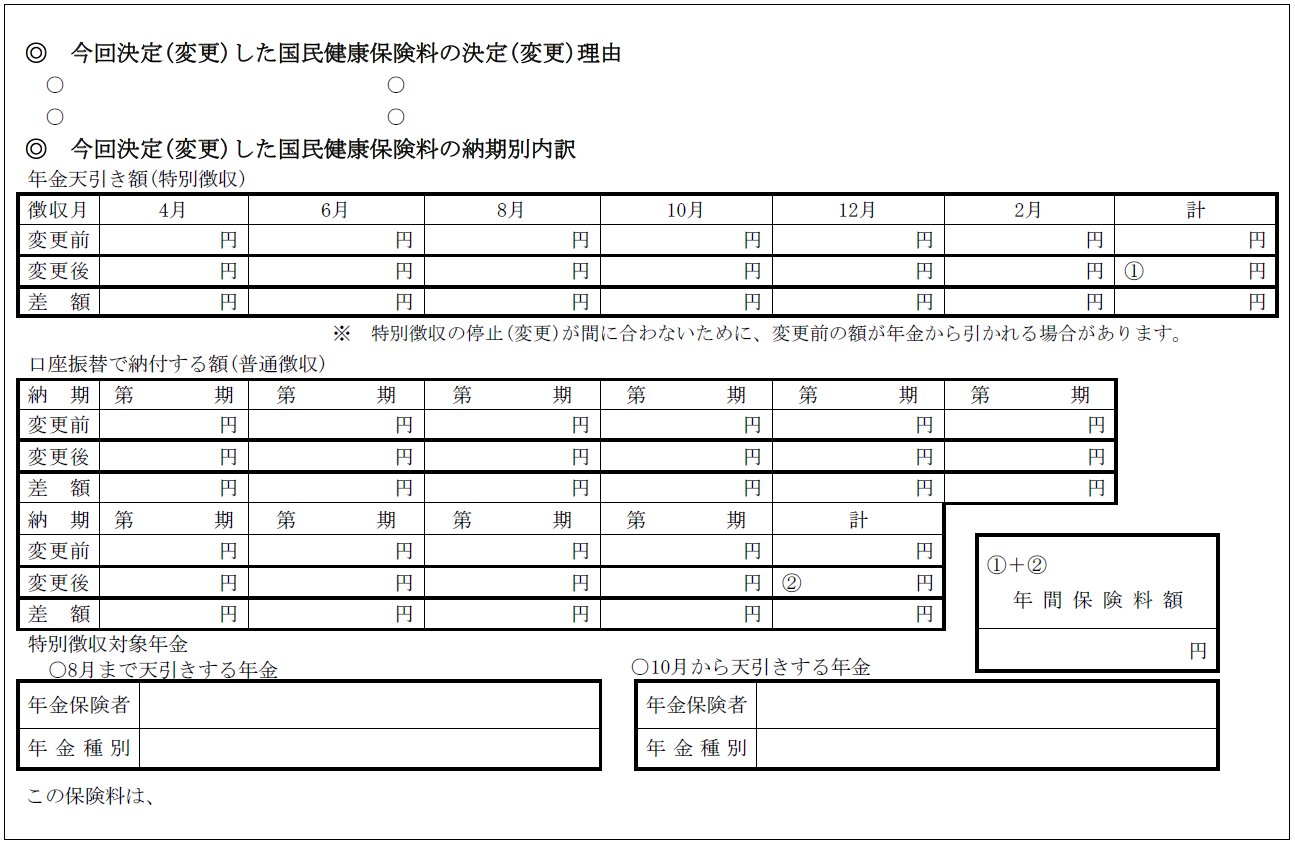 ◎ 今回決定(変更)した国民健康保険料の決定(変更)理由
○ ○
○ ○
◎ 今回決定(変更)した国民健康保険料の納期別内訳
年金天引き額(特別徴収)
徴収月 4月 6月 8月 10月 12月 2月 計
変更前 円 円 円 円 円 円 円
変更後 円 円 円 円 円 円 ① 円
差 額 円 円 円 円 円 円 円
※ 特別徴収の停止(変更)が間に合わないために、変更前の額が年金から引かれる場合があります。
口座振替で納付する額(普通徴収)
納 期 第 期 第 期 第 期 第 期 第 期 第 期
変更前 円 円 円 円 円 円
変更後 円 円 円 円 円 円
差 額 円 円 円 円 円 円
納 期 第 期 第 期 第 期 第 期 計
変更前 円 円 円 円 円
変更後 円 円 円 円 ② 円
差 額 円 円 円 円 円
①+②
年間保険料額
円
特別徴収対象年金
○8月まで天引きする年金
年金保険者
年金種別
○10月から天引きする年金
年金保険者
年金種別
この保険料は、